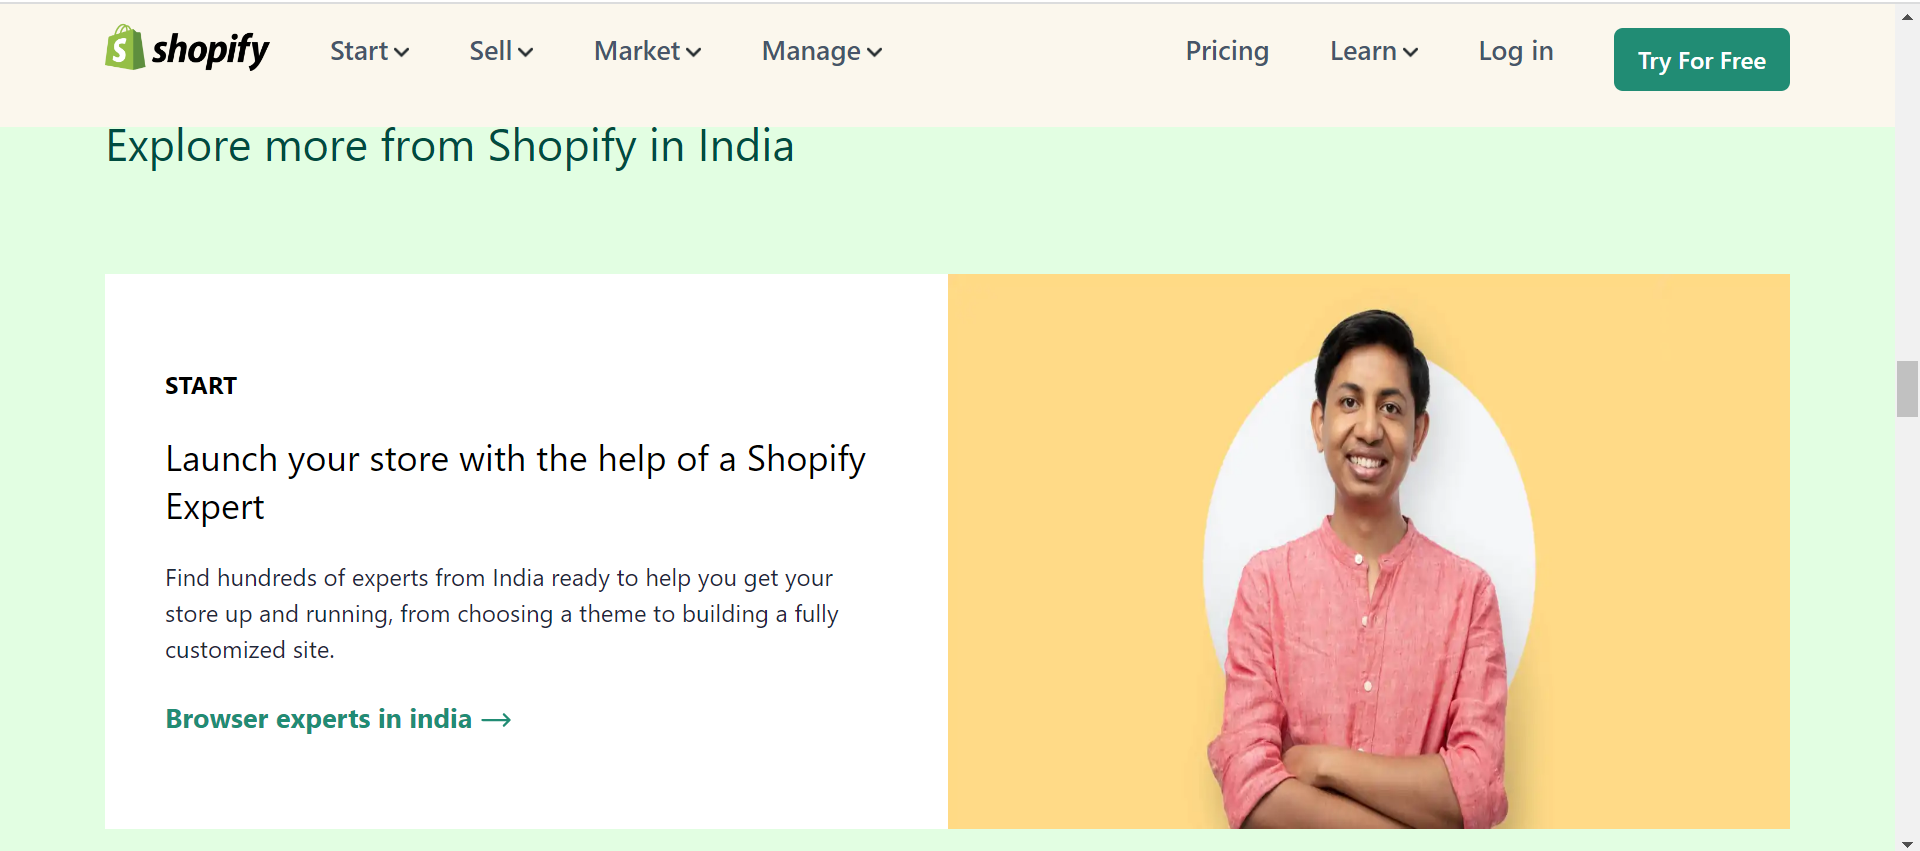 shopify Start Sell Market Manage Pricing Learn Log in Try For Free
Explore more from Shopify in India
START
Launch your store with the help of a Shopify
Expert
Find hundreds of experts from India ready to help you get your
store up and running, from choosing a theme to building a fully
customized site.
Browser experts in india →